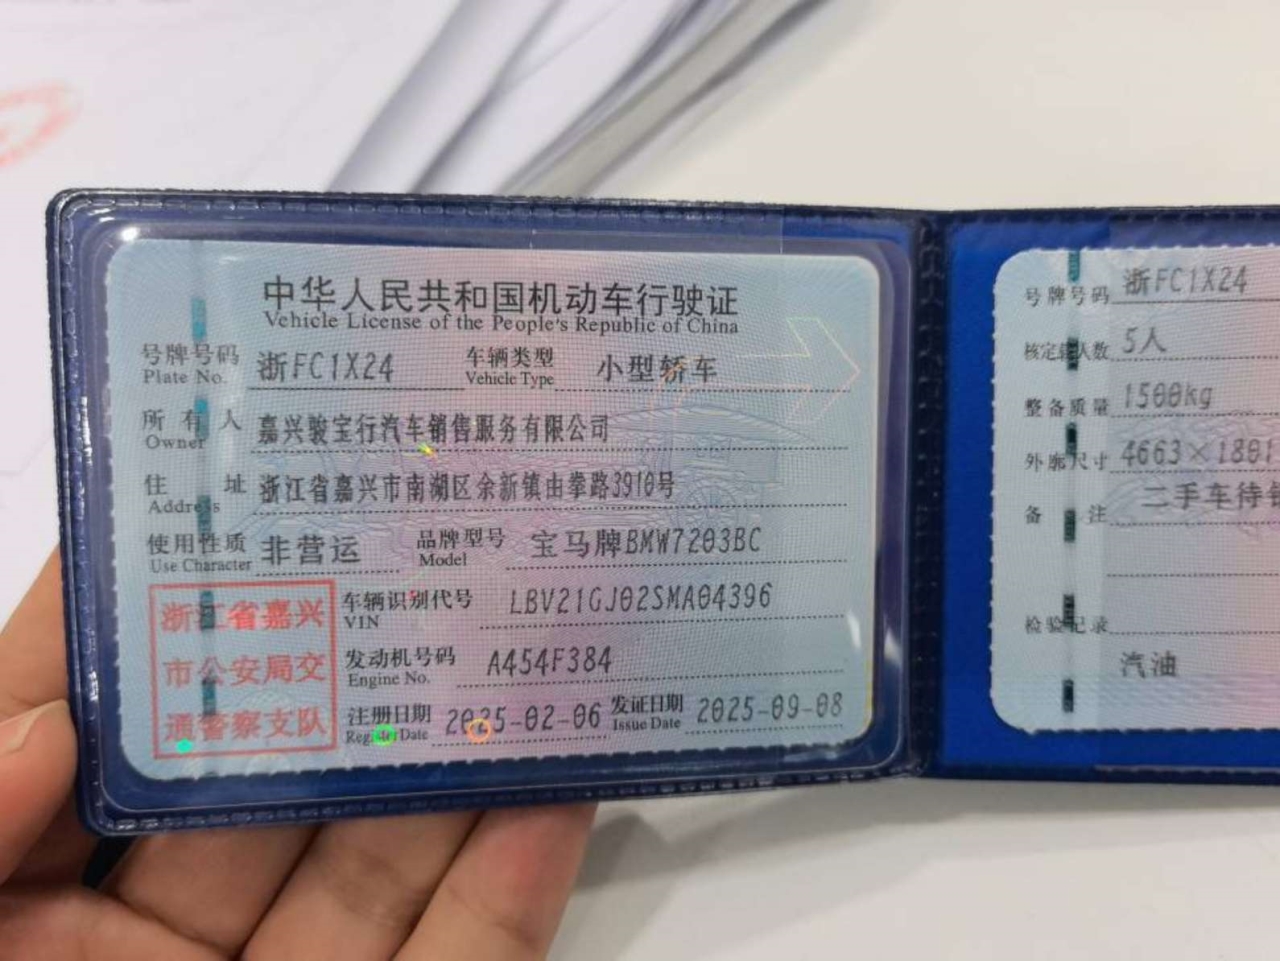 中华人民共和国机动车行驶证
Vehicle License of the People's Republic of China
号牌号码 浙FC1X24 车辆类型 小型轿车
Plate No. Vehicle Type
所有人 嘉兴骏宝行汽车销售服务有限公司
Owner
住址 浙江省嘉兴市南湖区余新镇由拳路3910号
Address
使用性质 非营运 品牌型号 宝马牌BMW7203BC
Use Character Model
浙江省嘉兴
市公安局交
通警察支队
车辆识别代号 LBV21GJ02SMA04396
VIN
发动机号码 A454F384
Engine No.
注册日期 2025-02-06 发证日期 2025-09-08
Register Date Issue Date
号牌号码 浙FC1X24
核定载人数 5人
整备质量 1500kg
外廓尺寸 4663×1801
备注 二手车待销
检验记录
汽油